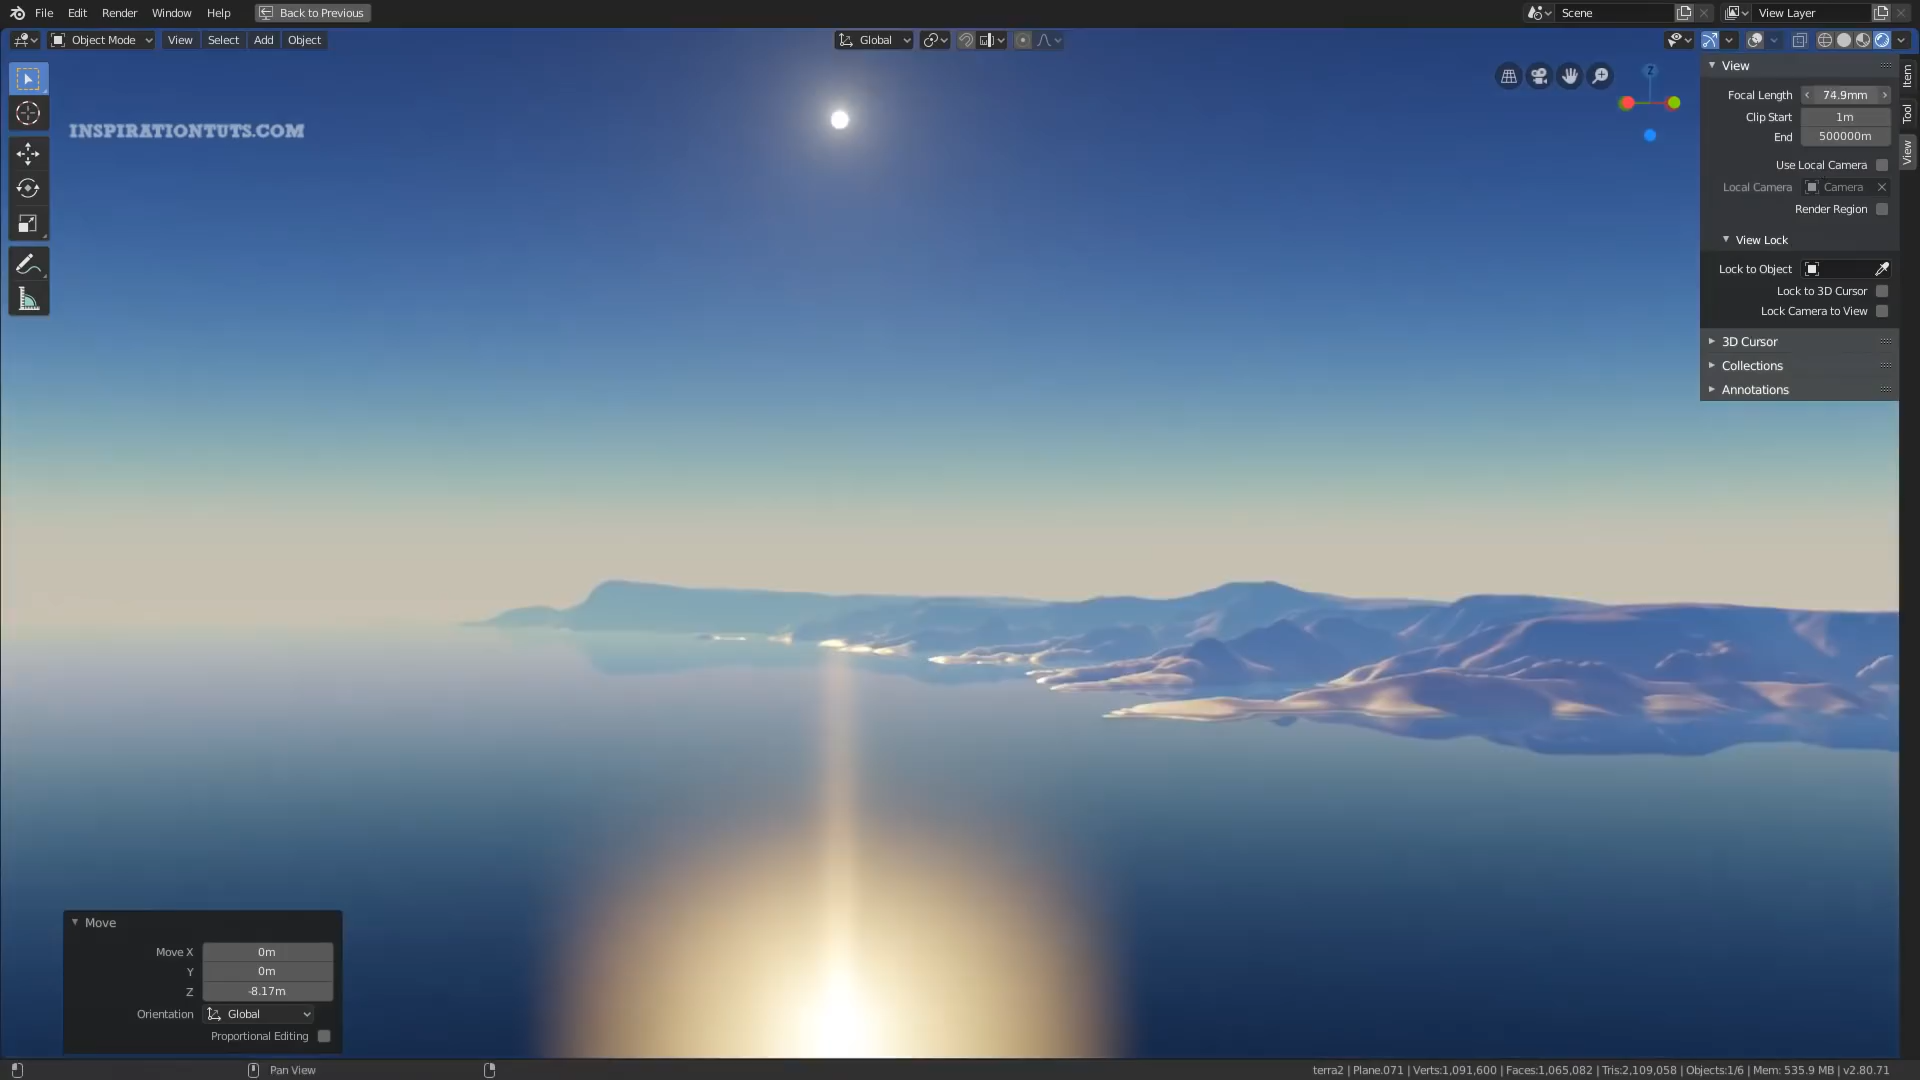 File Edit Render Window Help Back to Previous Scene View Layer
Object Mode View Select Add Object Global
INSPIRATIONTUTS.COM
Z
View
Focal Length 74.9mm
Clip Start 1m
End 500000m
Use Local Camera
Local Camera Camera
Render Region
View Lock
Lock to Object
Lock to 3D Cursor
Lock Camera to View
3D Cursor
Collections
Annotations
Item
Tool
View
Move
Move X 0m
Y 0m
Z -8.17m
Orientation Global
Proportional Editing
Pan View
terra2 | Plane.071 | Verts:1,091,600 | Faces:1,065,082 | Tris:2,109,058 | Objects:1/6 | Mem: 535.9 MB | v2.80.71